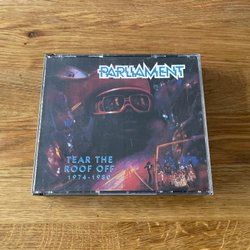 PARLIAMENT
TEAR THE
ROOF OFF
1974-1980